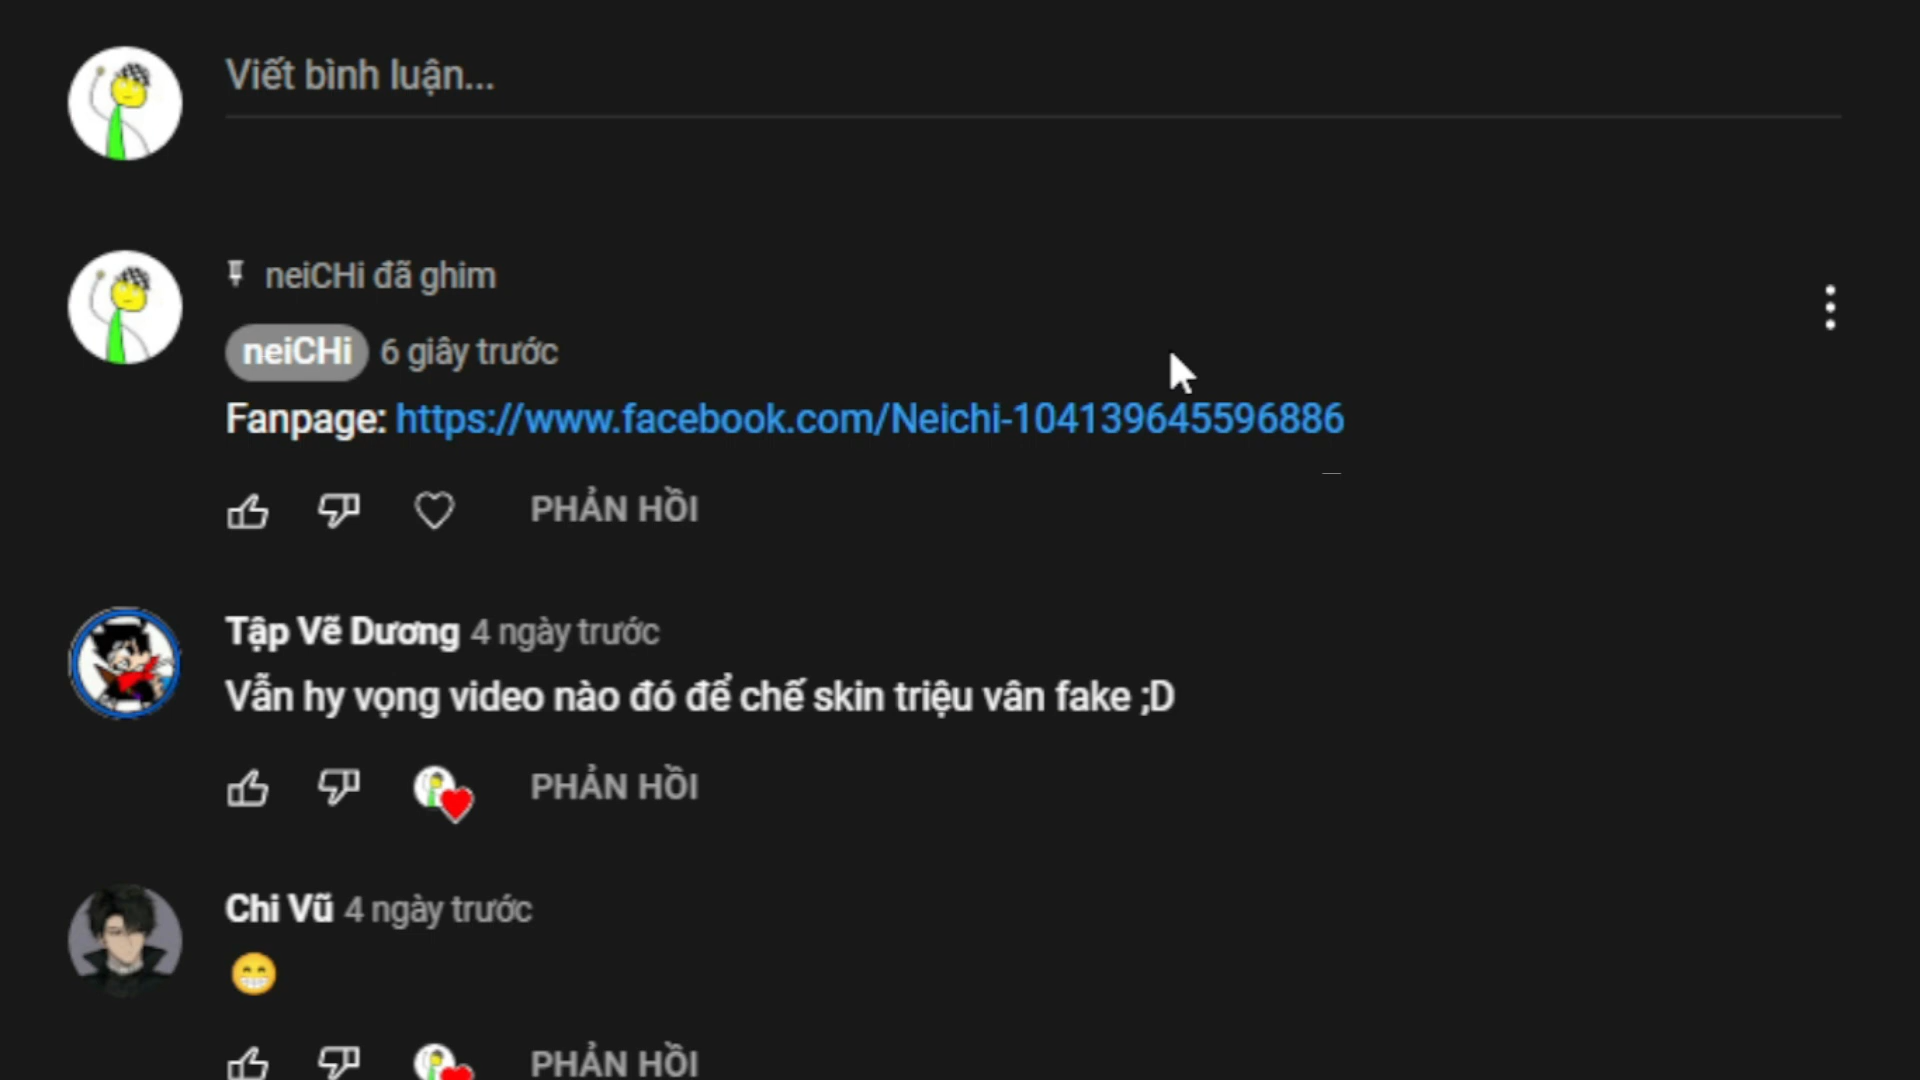 Viết bình luận...
neiCHi đã ghim
neiCHi 6 giây trước
Fanpage: https://www.facebook.com/Neichi-104139645596886
PHẢN HỒI
Tập Vẽ Dương 4 ngày trước
Vẫn hy vọng video nào đó để chế skin triệu vân fake ;D
PHẢN HỒI
Chi Vũ 4 ngày trước
😁
PHẢN HỒI